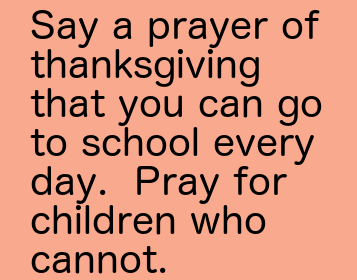 Say a prayer of
thanksgiving
that you can go
to school every
day.  Pray for
children who
cannot.